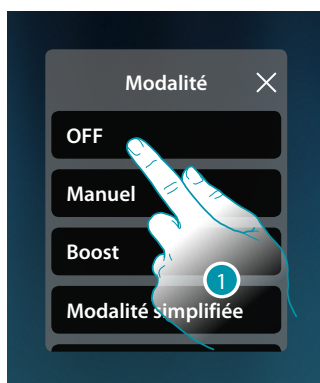 Modalité
OFF
Manuel
Boost
1
Modalité simplifiée